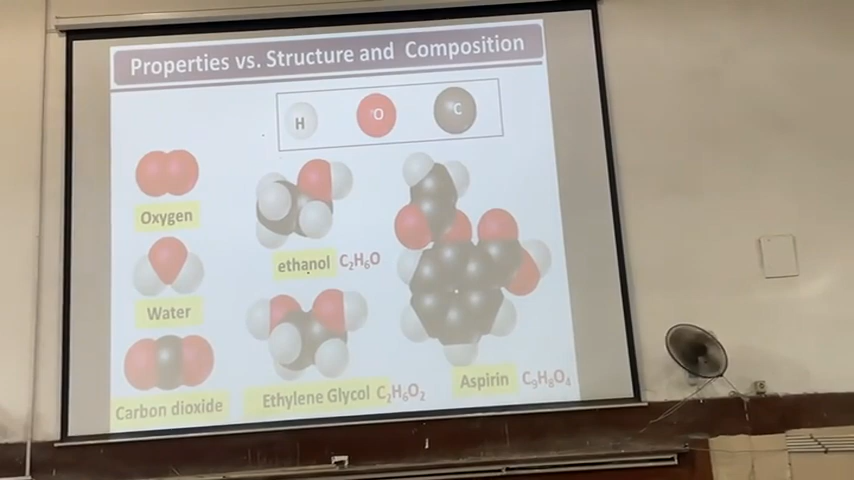 Properties vs. Structure and Composition
H
O
C
Oxygen
ethanol C₂H₆O
Water
Carbon dioxide
Ethylene Glycol C₂H₆O₂
Aspirin C₉H₈O₄